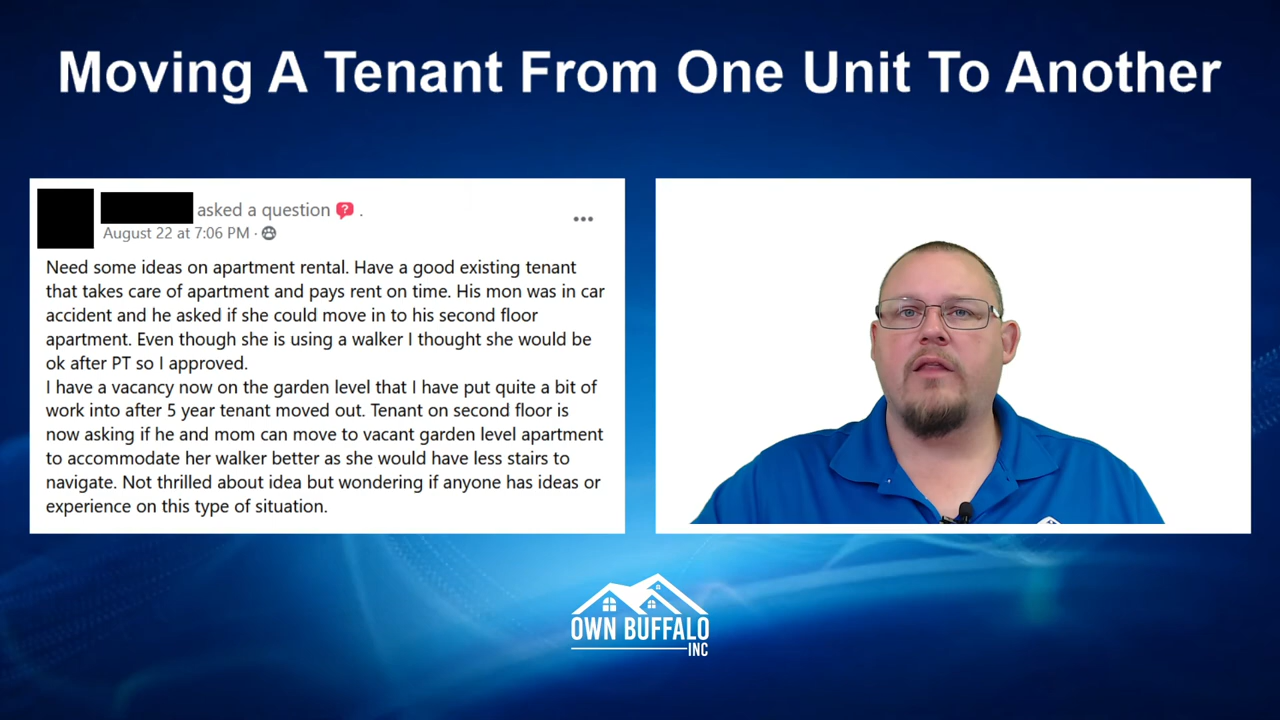 Moving A Tenant From One Unit To Another
asked a question .
August 22 at 7:06 PM ·
Need some ideas on apartment rental. Have a good existing tenant
that takes care of apartment and pays rent on time. His mon was in car
accident and he asked if she could move in to his second floor
apartment. Even though she is using a walker I thought she would be
ok after PT so I approved.
I have a vacancy now on the garden level that I have put quite a bit of
work into after 5 year tenant moved out. Tenant on second floor is
now asking if he and mom can move to vacant garden level apartment
to accommodate her walker better as she would have less stairs to
navigate. Not thrilled about idea but wondering if anyone has ideas or
experience on this type of situation.
OWN BUFFALO
INC